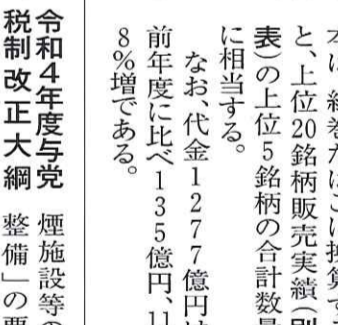 本は、紙巻たばこに換算する
と、上位20銘柄販売実績(別
表)の上位5銘柄の合計数量
に相当する。
なお、代金1277億円は
前年度に比べ135億円、11
8%増である。
令和4年度与党
税制改正大綱
煙施設等の
整備」の要